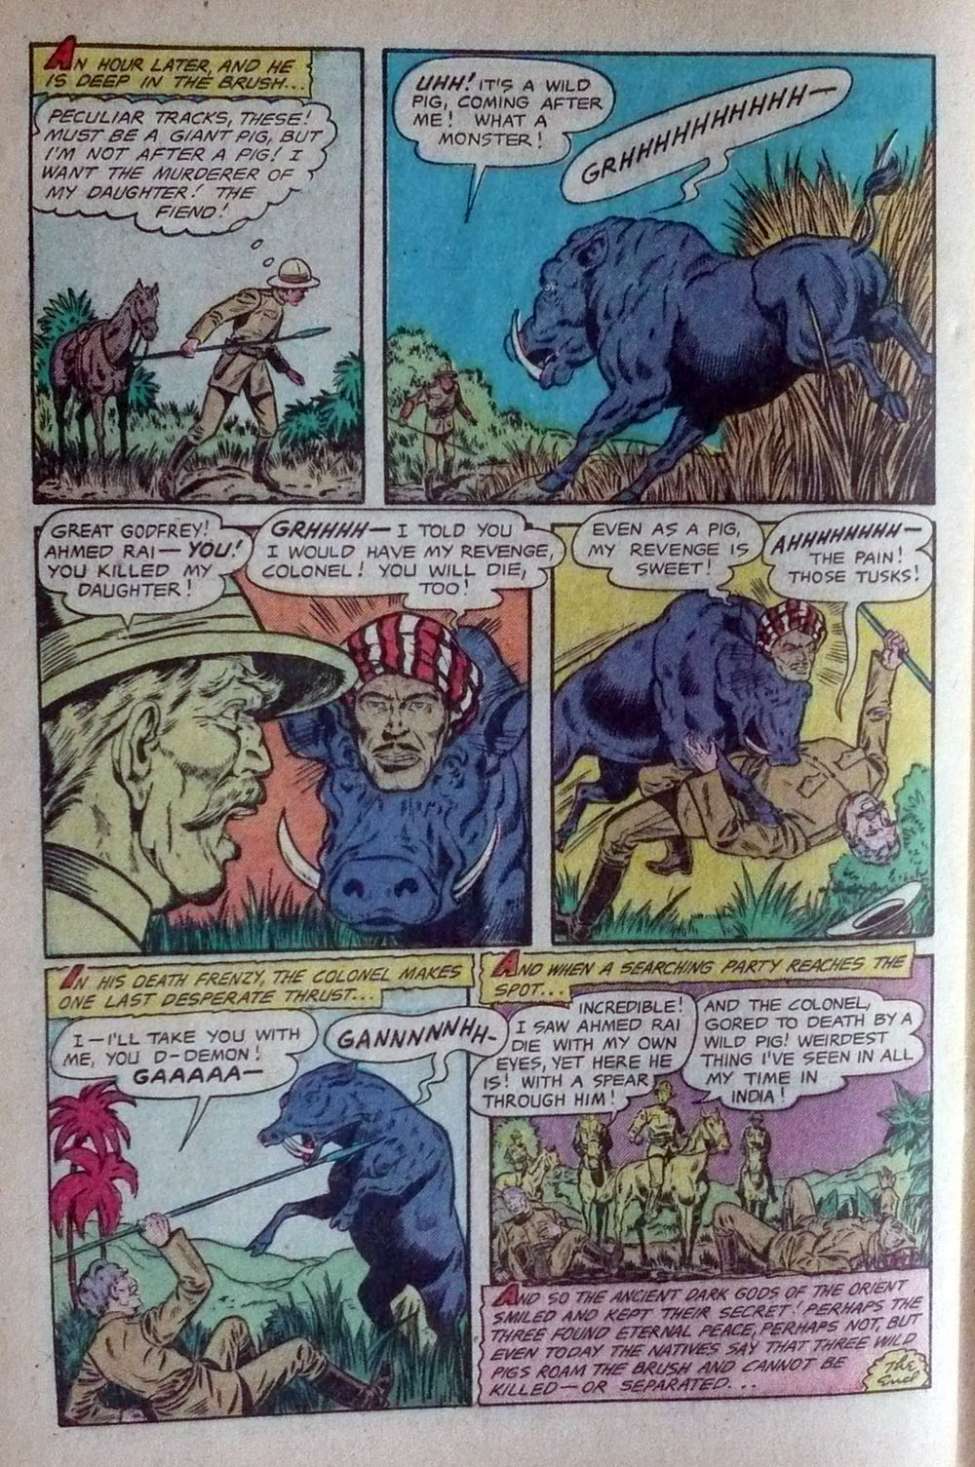 AN HOUR LATER, AND HE
IS DEEP IN THE BRUSH...
PECULIAR TRACKS, THESE!
MUST BE A GIANT PIG, BUT
I'M NOT AFTER A PIG! I
WANT THE MURDERER OF
MY DAUGHTER! THE
FIEND!
UHH! IT'S A WILD
PIG, COMING AFTER
ME! WHAT A
MONSTER!
GRHHHHHHHHHH—
GREAT GODFREY!
AHMED RAI—YOU!
YOU KILLED MY
DAUGHTER!
GRHHHH—I TOLD YOU
I WOULD HAVE MY REVENGE,
COLONEL! YOU WILL DIE,
TOO!
EVEN AS A PIG,
MY REVENGE IS
SWEET!
AHHHHHHHH—
THE PAIN!
THOSE TUSKS!
IN HIS DEATH FRENZY, THE COLONEL MAKES
ONE LAST DESPERATE THRUST...
I—I'LL TAKE YOU WITH
ME, YOU D-DEMON!
GAAAAA—
GANNNNNHH-
AND WHEN A SEARCHING PARTY REACHES THE
SPOT...
INCREDIBLE!
I SAW AHMED RAI
DIE WITH MY OWN
EYES, YET HERE HE
IS! WITH A SPEAR
THROUGH HIM!
AND THE COLONEL,
GORED TO DEATH BY A
WILD PIG! WEIRDEST
THING I'VE SEEN IN ALL
MY TIME IN
INDIA!
AND SO THE ANCIENT DARK GODS OF THE ORIENT
SMILED AND KEPT THEIR SECRET! PERHAPS THE
THREE FOUND ETERNAL PEACE, PERHAPS NOT, BUT
EVEN TODAY THE NATIVES SAY THAT THREE WILD
PIGS ROAM THE BRUSH AND CANNOT BE
KILLED—OR SEPARATED...
The
End